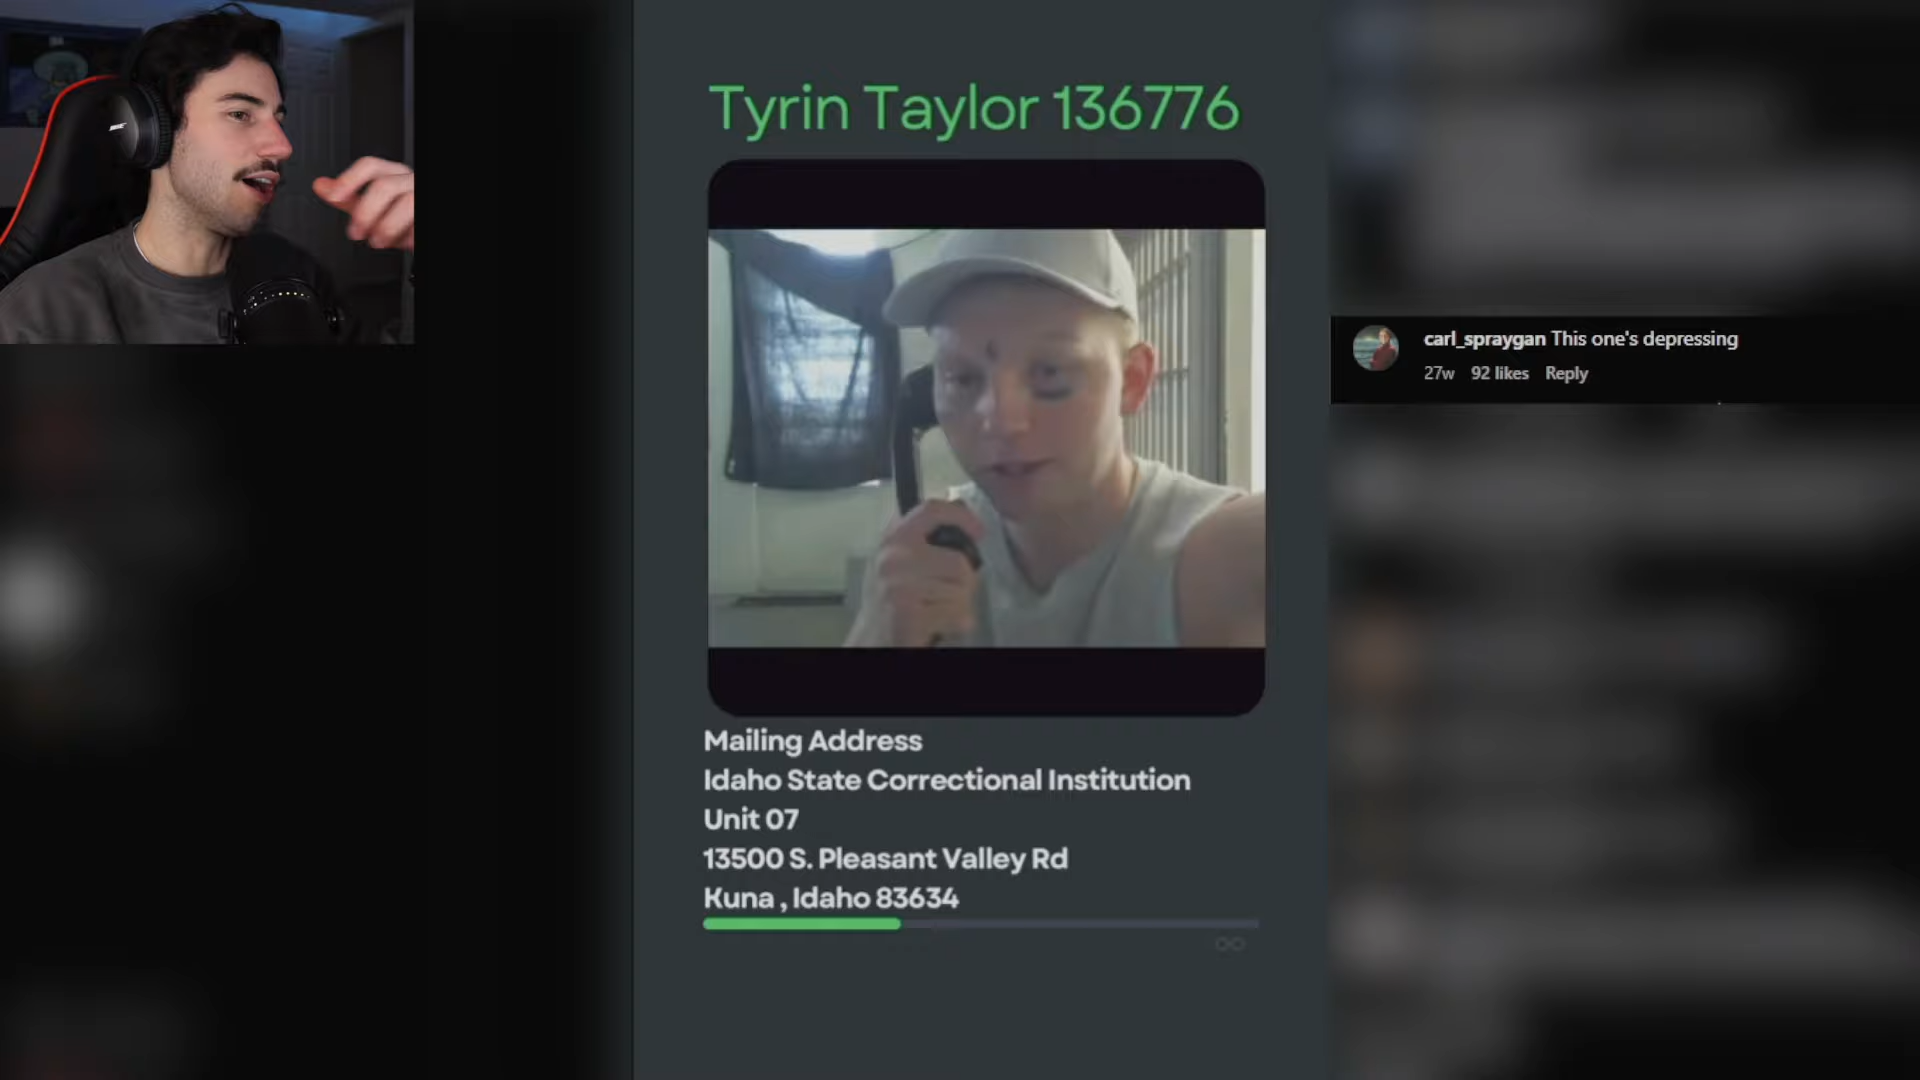 Tyrin Taylor 136776
carl_spraygan This one's depressing
27w 92 likes Reply
Mailing Address
Idaho State Correctional Institution
Unit 07
13500 S. Pleasant Valley Rd
Kuna , Idaho 83634